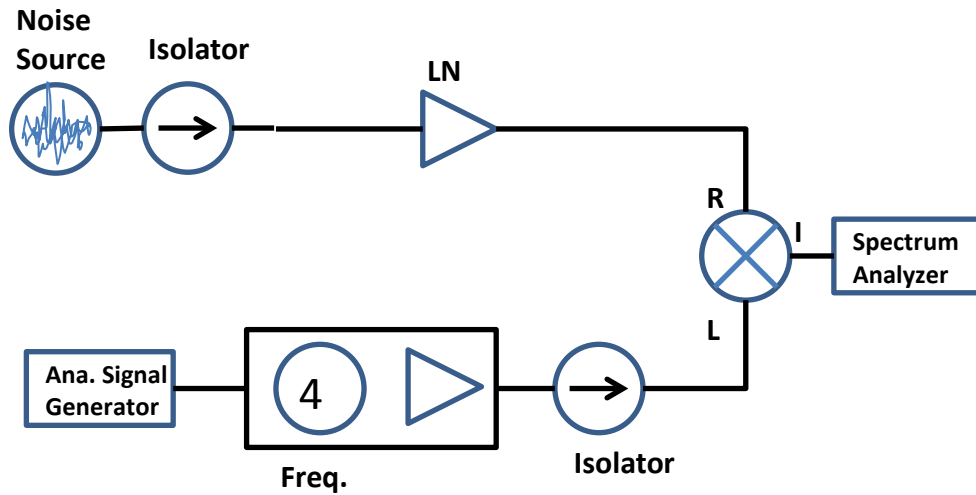 Noise
Source
Isolator
LN
R
I
Spectrum
Analyzer
L
Ana. Signal
Generator
4
Freq.
Isolator